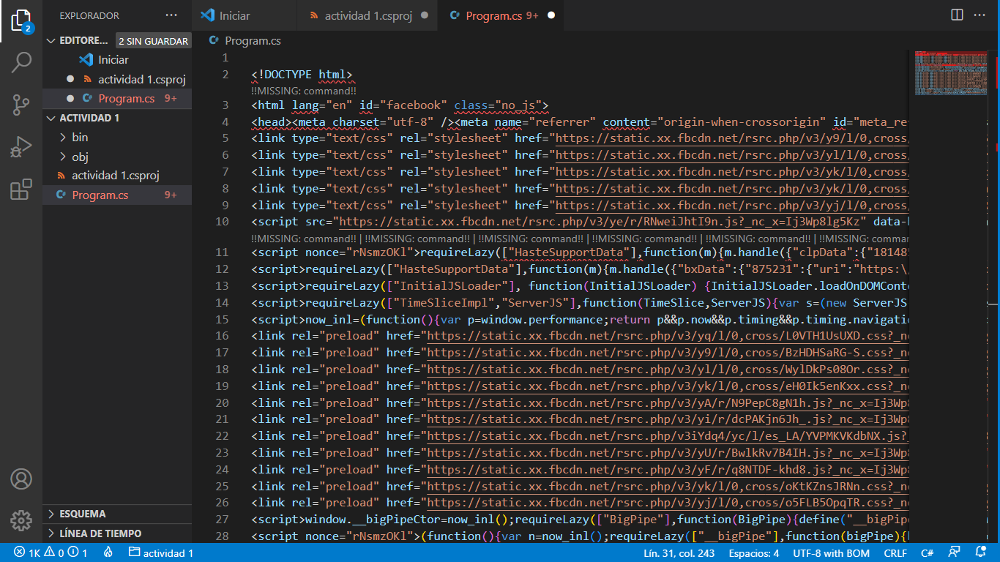 EXPLORADOR
EDITORE... 2 SIN GUARDAR
Iniciar
actividad 1.csproj
Program.cs 9+
ACTIVIDAD 1
bin
obj
actividad 1.csproj
Program.cs 9+
ESQUEMA
LÍNEA DE TIEMPO
2
Iniciar
actividad 1.csproj
Program.cs 9+
Program.cs
1
2 <!DOCTYPE html>
!!MISSING: command!!
3 <html lang="en" id="facebook" class="no_js">
4 <head><meta charset="utf-8" /><meta name="referrer" content="origin-when-crossorigin" id="meta_ref
5 <link type="text/css" rel="stylesheet" href="https://static.xx.fbcdn.net/rsrc.php/v3/y9/l/0,cross/
6 <link type="text/css" rel="stylesheet" href="https://static.xx.fbcdn.net/rsrc.php/v3/yl/l/0,cross/
7 <link type="text/css" rel="stylesheet" href="https://static.xx.fbcdn.net/rsrc.php/v3/yk/l/0,cross/
8 <link type="text/css" rel="stylesheet" href="https://static.xx.fbcdn.net/rsrc.php/v3/yk/l/0,cross/
9 <link type="text/css" rel="stylesheet" href="https://static.xx.fbcdn.net/rsrc.php/v3/yj/l/0,cross/
10 <script src="https://static.xx.fbcdn.net/rsrc.php/v3/ye/r/RNweiJhtI9n.js?_nc_x=Ij3Wp8lg5Kz" data-b
!!MISSING: command!! | !!MISSING: command!! | !!MISSING: command!! | !!MISSING: command!! | !!MISSING: command!! | !!MISSING: command!!
11 <script nonce="rNsmzOKl">requireLazy(["HasteSupportData"],function(m){m.handle({"clpData":{"181485
12 <script>requireLazy(["HasteSupportData"],function(m){m.handle({"bxData":{"875231":{"uri":"https:\/
13 <script>requireLazy(["InitialJSLoader"], function(InitialJSLoader) {InitialJSLoader.loadOnDOMConte
14 <script>requireLazy(["TimeSliceImpl","ServerJS"],function(TimeSlice,ServerJS){var s=(new ServerJS
15 <script>now_inl=(function(){var p=window.performance;return p&&p.now&&p.timing&&p.timing.navigatio
16 <link rel="preload" href="https://static.xx.fbcdn.net/rsrc.php/v3/yq/l/0,cross/L0VTH1UsUXD.css?_nc
17 <link rel="preload" href="https://static.xx.fbcdn.net/rsrc.php/v3/y9/l/0,cross/BzHDHSaRG-S.css?_nc
18 <link rel="preload" href="https://static.xx.fbcdn.net/rsrc.php/v3/yl/l/0,cross/WylDkPs08Or.css?_nc
19 <link rel="preload" href="https://static.xx.fbcdn.net/rsrc.php/v3/yk/l/0,cross/eH0Ik5enKxx.css?_nc
20 <link rel="preload" href="https://static.xx.fbcdn.net/rsrc.php/v3/yA/r/N9PepC8gN1h.js?_nc_x=Ij3Wp8
21 <link rel="preload" href="https://static.xx.fbcdn.net/rsrc.php/v3/yi/r/dcPAKjn6Jh_.js?_nc_x=Ij3Wp8
22 <link rel="preload" href="https://static.xx.fbcdn.net/rsrc.php/v3iYdq4/yc/l/es_LA/YVPMKVKdbNX.js?_
23 <link rel="preload" href="https://static.xx.fbcdn.net/rsrc.php/v3/yU/r/BwlkRv7B4IH.js?_nc_x=Ij3Wp8
24 <link rel="preload" href="https://static.xx.fbcdn.net/rsrc.php/v3/yF/r/q8NTDF-khd8.js?_nc_x=Ij3Wp8
25 <link rel="preload" href="https://static.xx.fbcdn.net/rsrc.php/v3/yk/l/0,cross/oKtKZnsJRNn.css?_nc
26 <link rel="preload" href="https://static.xx.fbcdn.net/rsrc.php/v3/yj/l/0,cross/o5FLB5OpqTR.css?_nc
27 <script>window.__bigPipeCtor=now_inl();requireLazy(["BigPipe"],function(BigPipe){define("__bigPipe
28 <script nonce="rNsmzOKl">(function(){var n=now_inl();requireLazy(["__bigPipe"],function(bigPipe){b
1K 0 1 actividad 1 Lín. 31, col. 243 Espacios: 4 UTF-8 with BOM CRLF C#